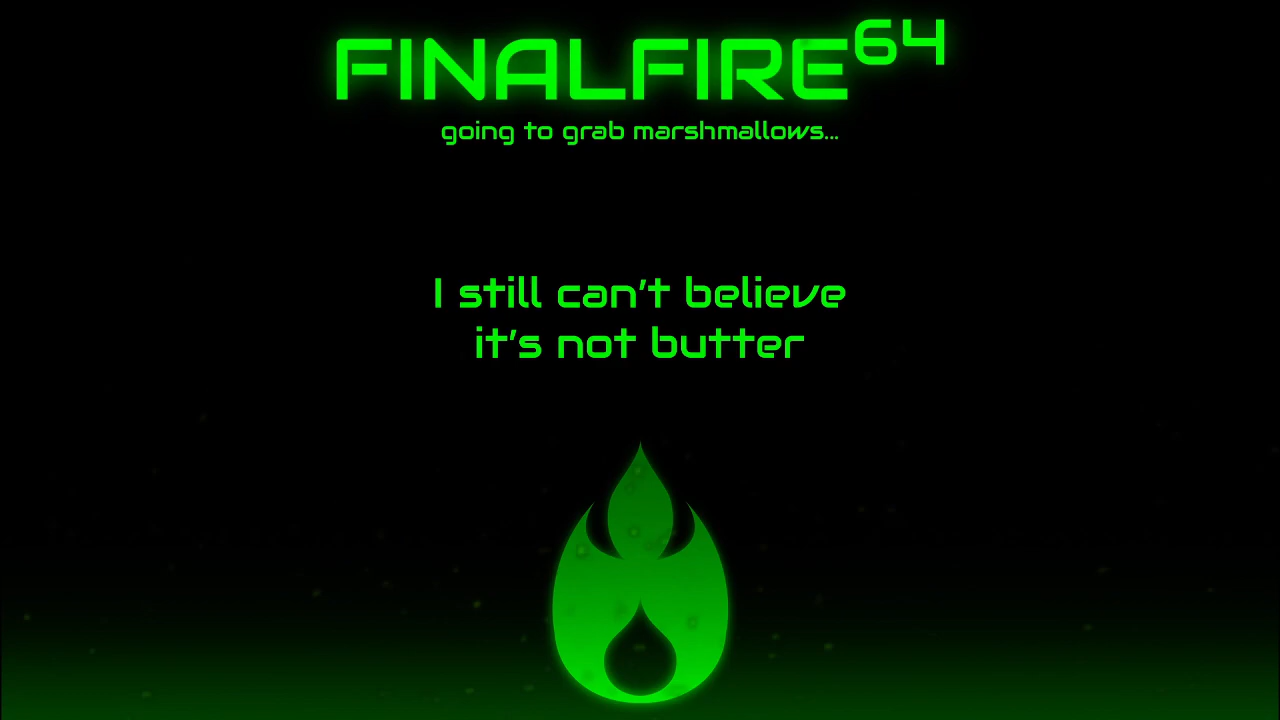 FINALFIRE64
going to grab marshmallows...
I still can't believe
it's not butter